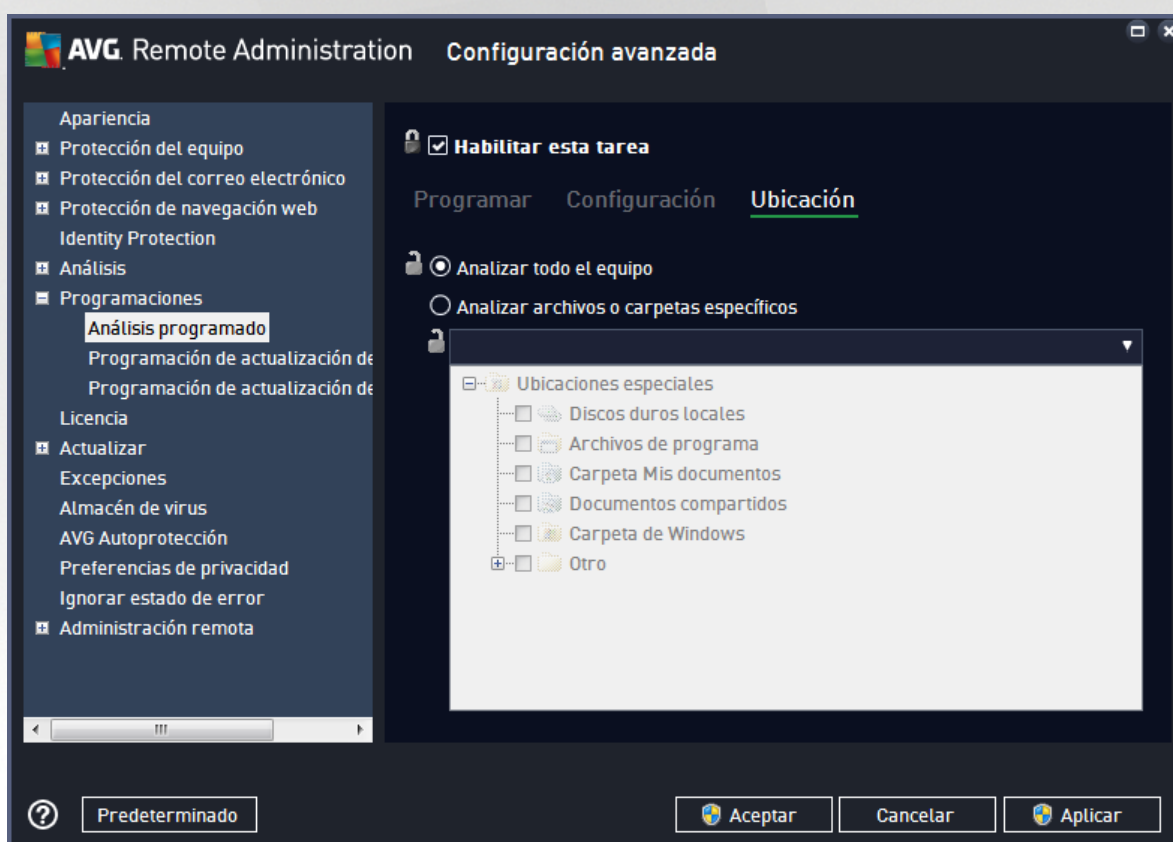 AVG. Remote Administration Configuración avanzada
Apariencia
Protección del equipo
Protección del correo electrónico
Protección de navegación web
Identity Protection
Análisis
Programaciones
Análisis programado
Programación de actualización de
Programación de actualización de
Licencia
Actualizar
Excepciones
Almacén de virus
AVG Autoprotección
Preferencias de privacidad
Ignorar estado de error
Administración remota
Habilitar esta tarea
Programar Configuración Ubicación
Analizar todo el equipo
Analizar archivos o carpetas específicos
Ubicaciones especiales
Discos duros locales
Archivos de programa
Carpeta Mis documentos
Documentos compartidos
Carpeta de Windows
Otro
Predeterminado
Aceptar
Cancelar
Aplicar